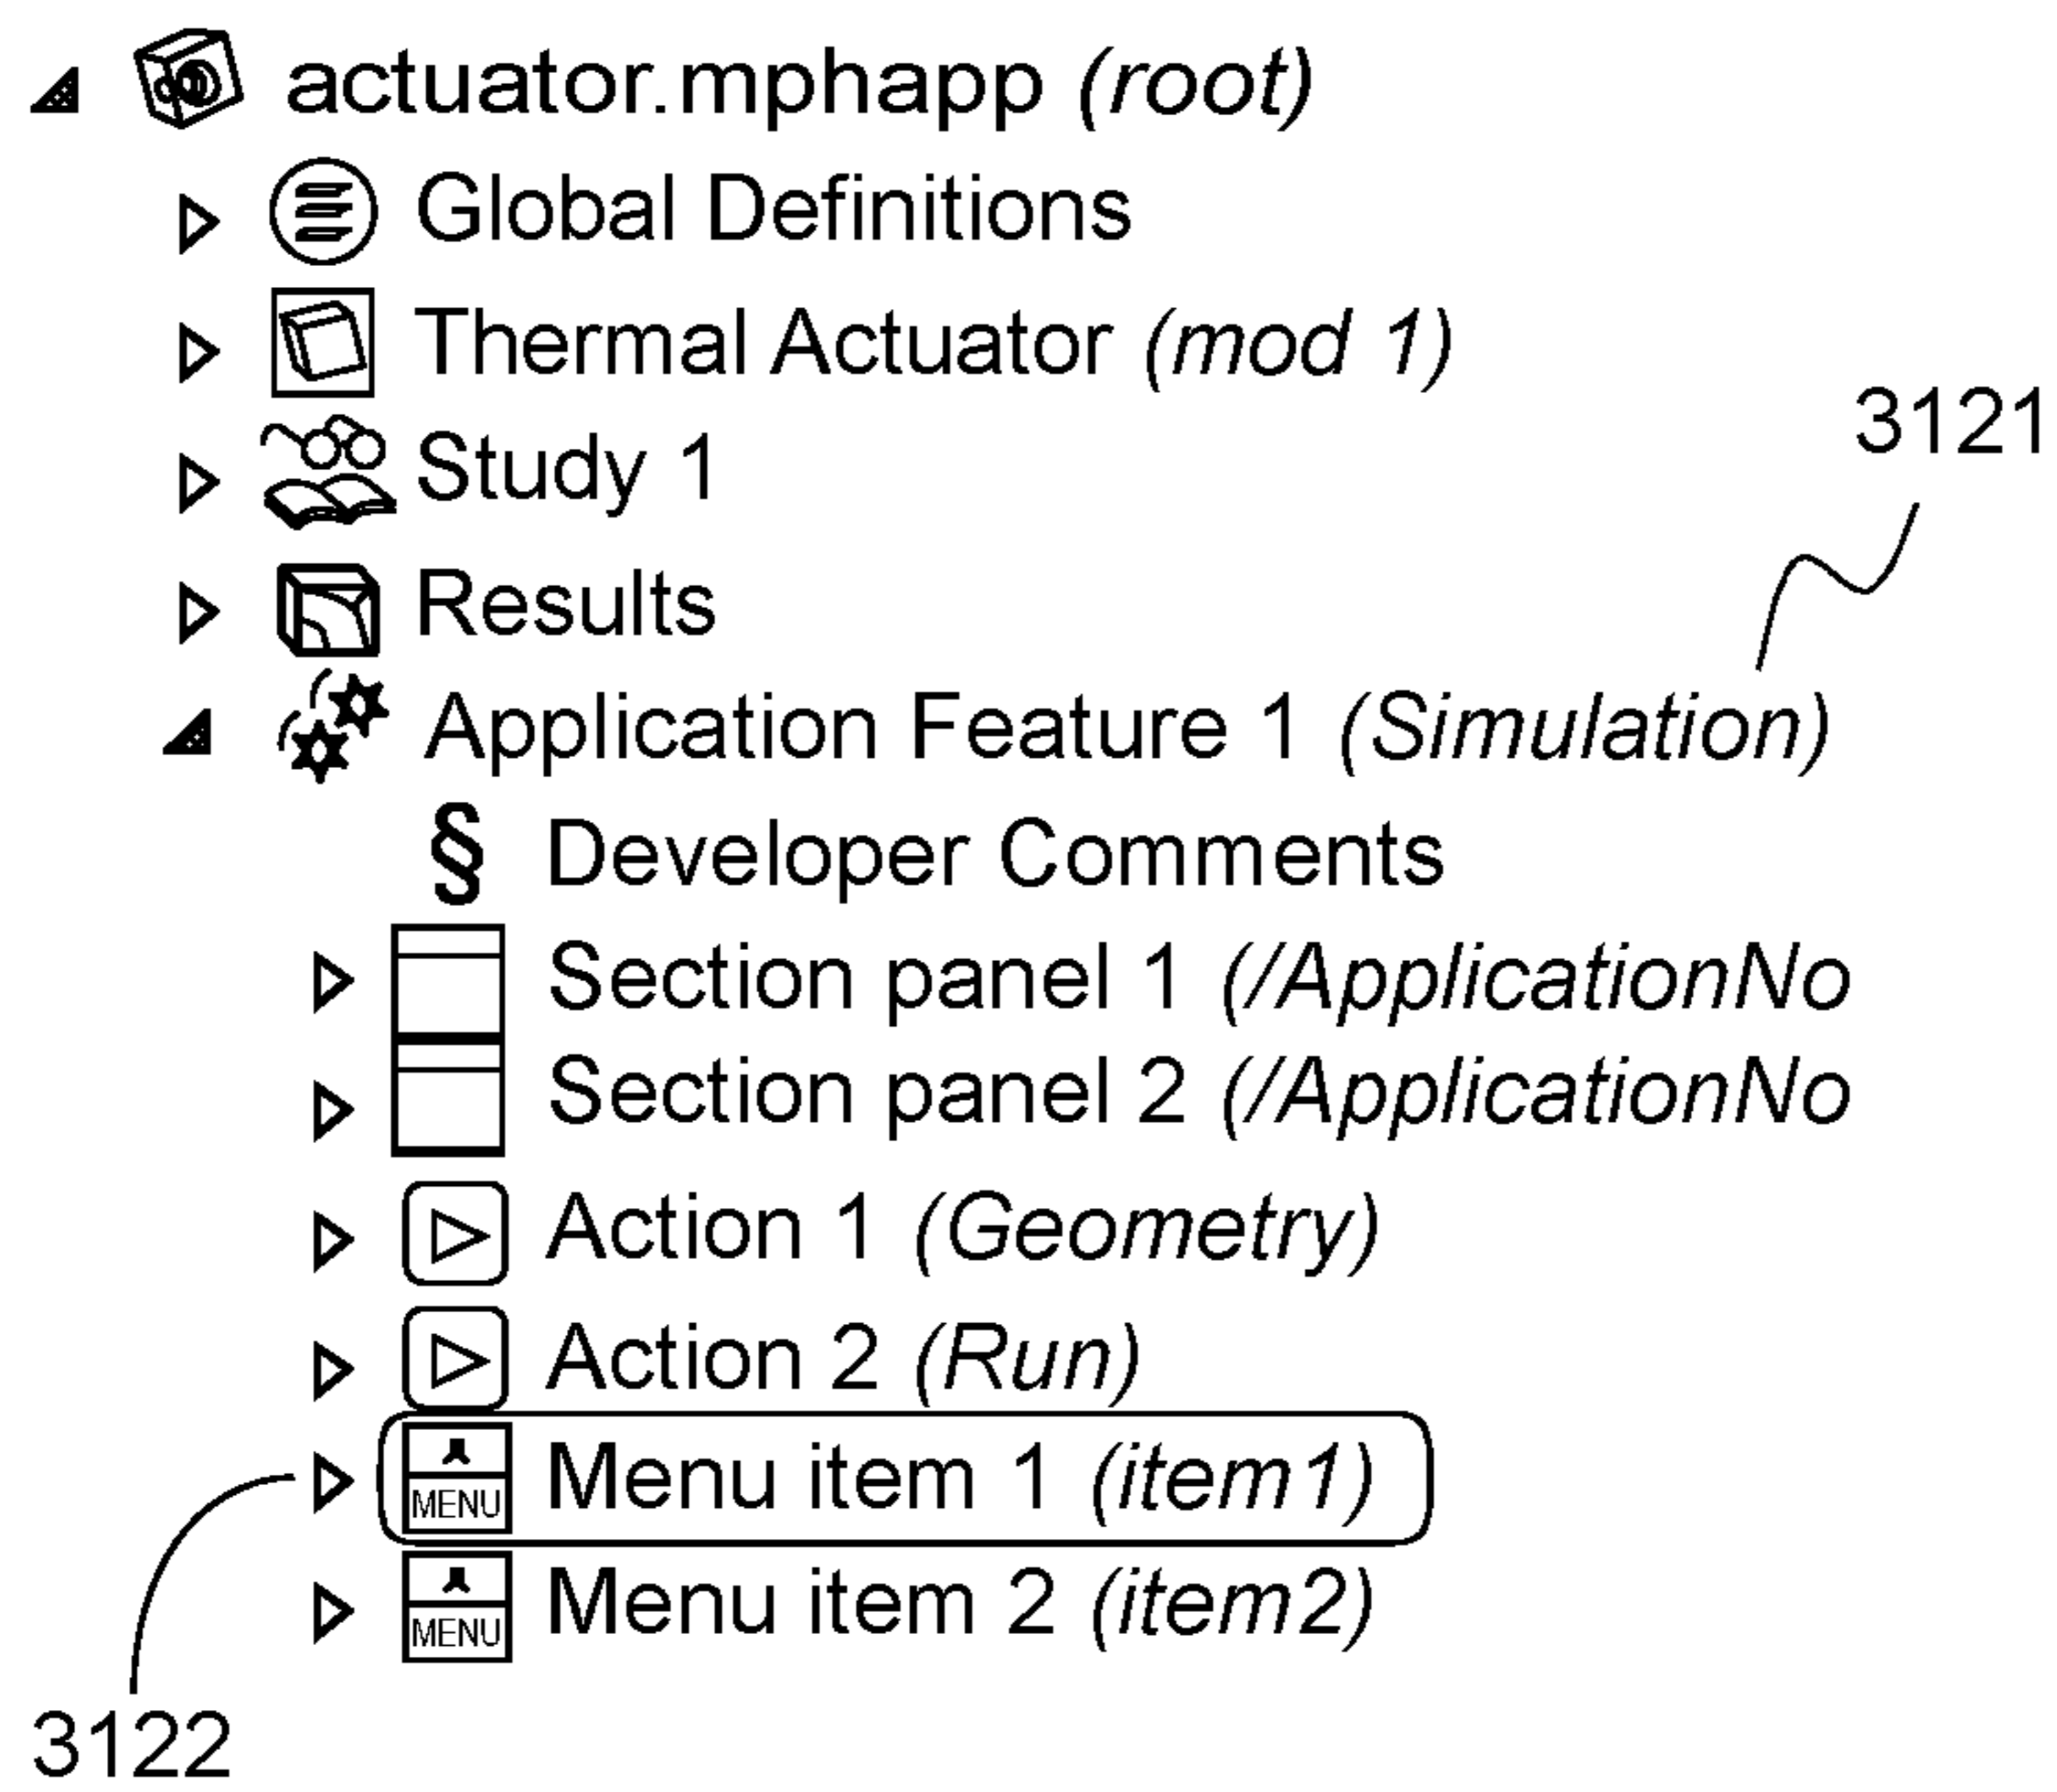 actuator.mphapp (root)
Global Definitions
Thermal Actuator (mod 1)
3121
Study 1
Results
Application Feature 1 (Simulation)
§ Developer Comments
Section panel 1 (/ApplicationNo
Section panel 2 (/ApplicationNo
Action 1 (Geometry)
Action 2 (Run)
MENU Menu item 1 (item1)
MENU Menu item 2 (item2)
3122